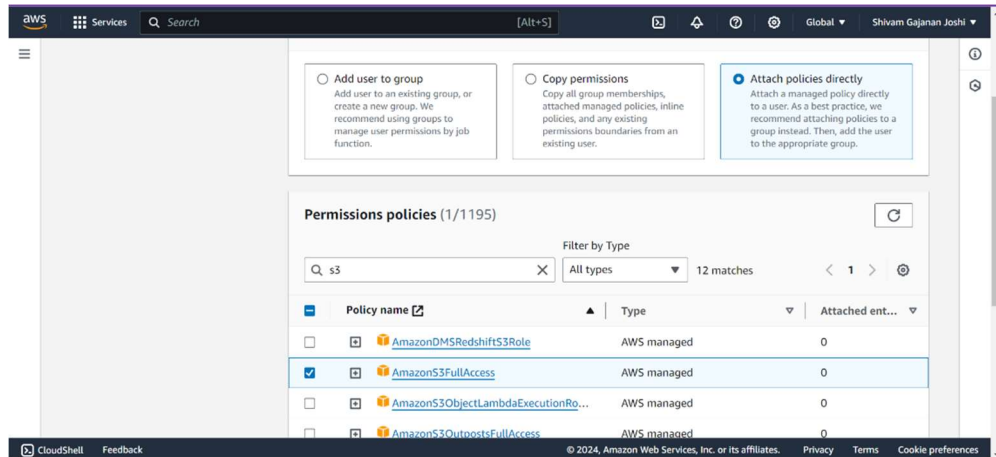 aws Services Search [Alt+S] Global Shivam Gajanan Joshi
Add user to group
Add user to an existing group, or
create a new group. We
recommend using groups to
manage user permissions by job
function.
Copy permissions
Copy all group memberships,
attached managed policies, inline
policies, and any existing
permissions boundaries from an
existing user.
Attach policies directly
Attach a managed policy directly
to a user. As a best practice, we
recommend attaching policies to a
group instead. Then, add the user
to the appropriate group.
Permissions policies (1/1195)
Filter by Type
s3 All types 12 matches 1
Policy name Type Attached ent...
AmazonDMSRedshiftS3Role AWS managed 0
AmazonS3FullAccess AWS managed 0
AmazonS3ObjectLambdaExecutionRo... AWS managed 0
AmazonS3OutpostsFullAccess AWS managed 0
CloudShell Feedback © 2024, Amazon Web Services, Inc. or its affiliates. Privacy Terms Cookie preferences